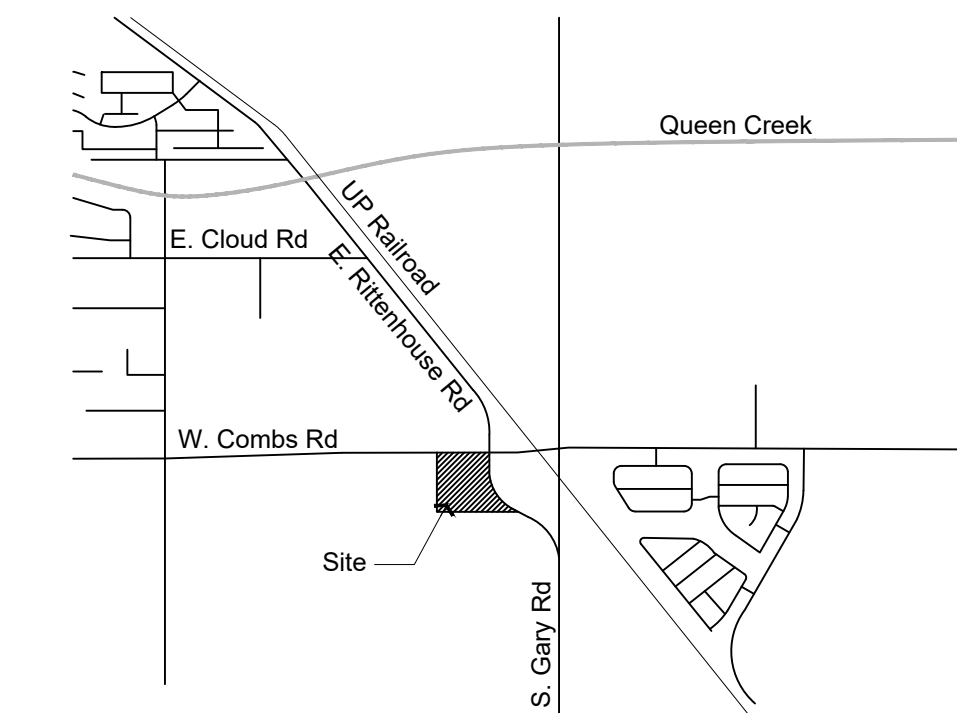 Queen Creek
UP Railroad
E. Cloud Rd
E. Rittenhouse Rd
W. Combs Rd
Site
S. Gary Rd